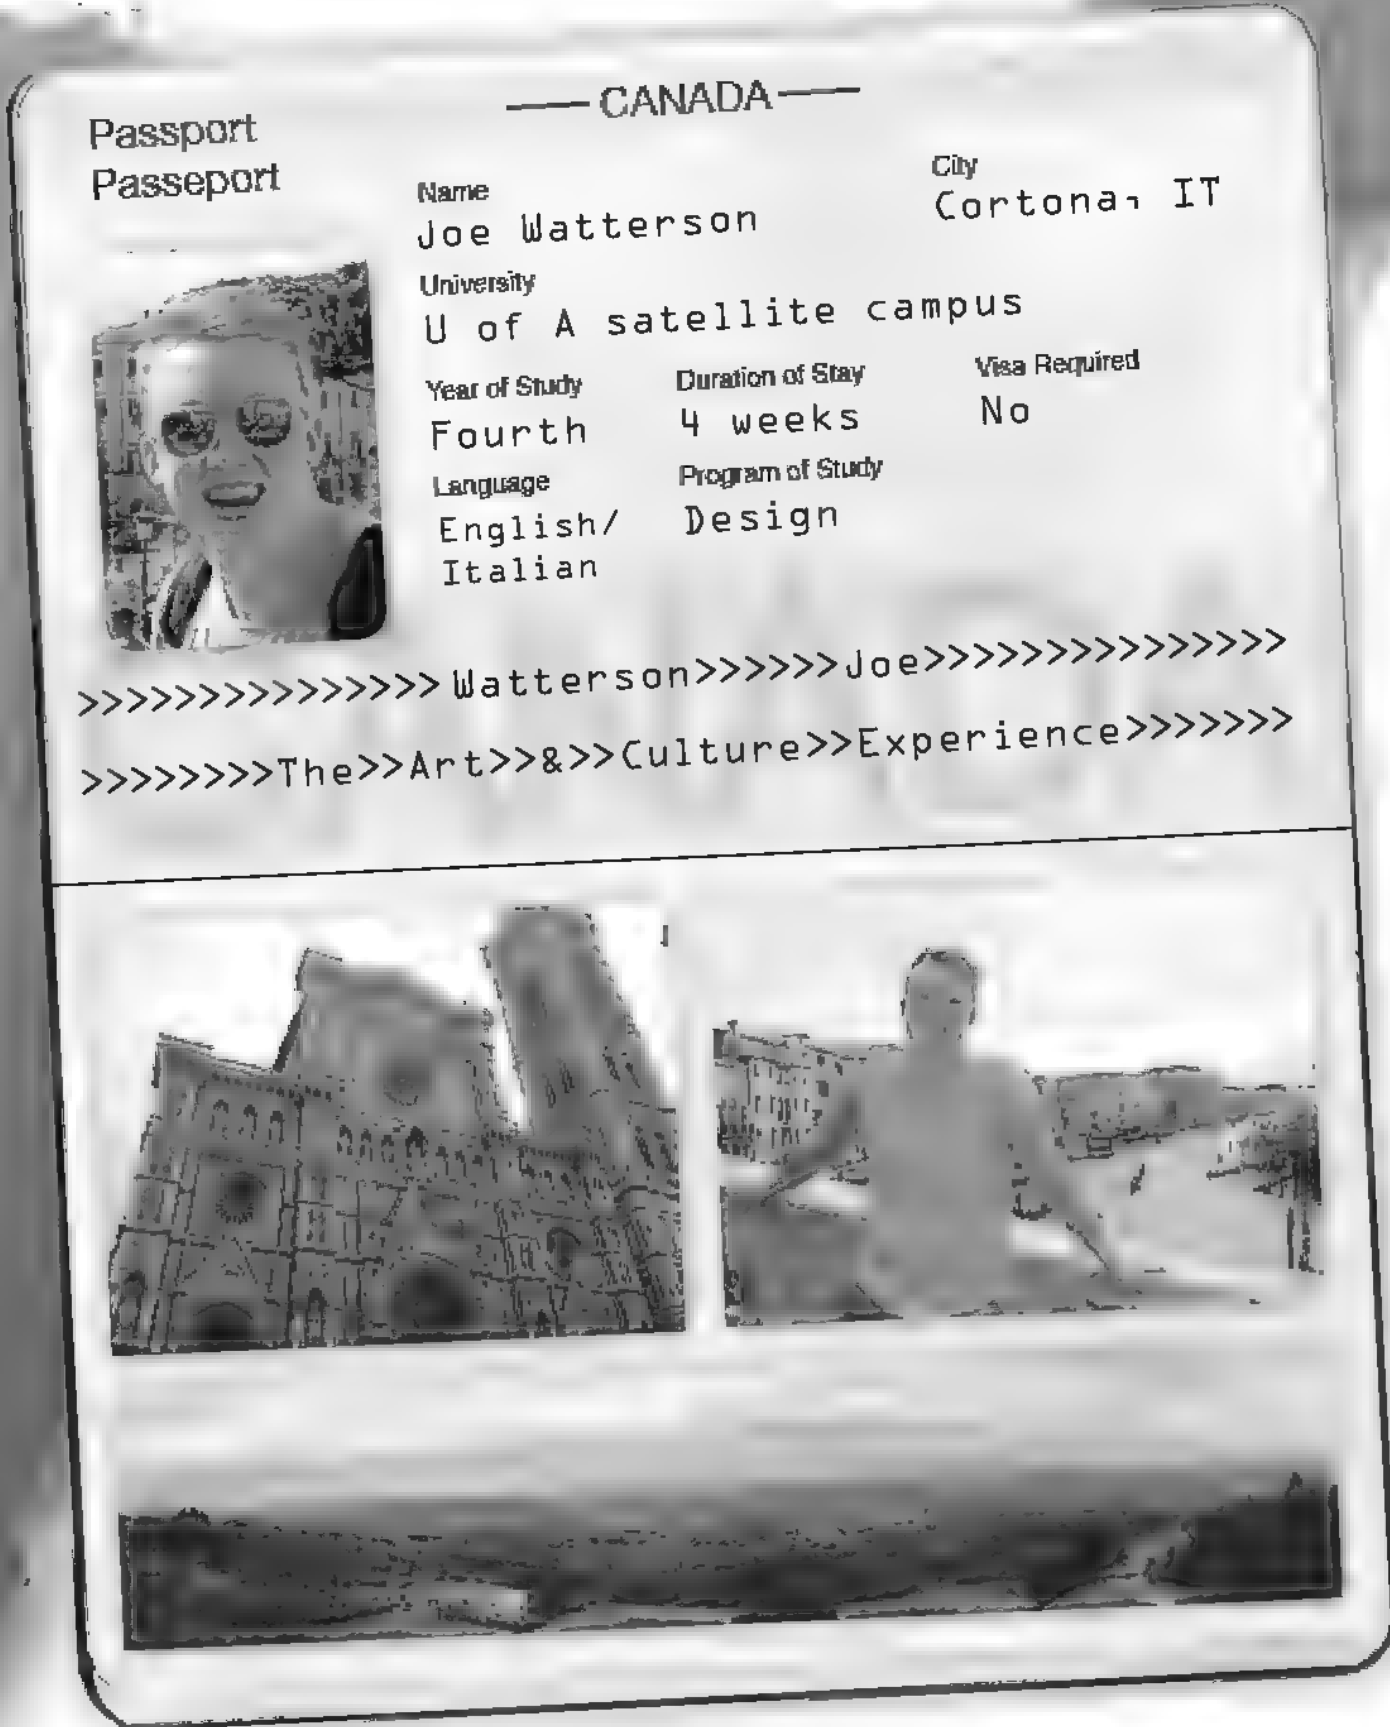 CANADA
Passport
Passeport
Name
Joe Watterson
City
Cortona, IT
University
U of A satellite campus
Year of Study
Fourth
Duration of Stay
4 weeks
Visa Required
No
Language
English/
Italian
Program of Study
Design
>>>>>>>>>>>>>>>Watterson>>>>>>Joe>>>>>>>>>>>>>>>
>>>>>>>>The>>Art>>&>>Culture>>Experience>>>>>>>